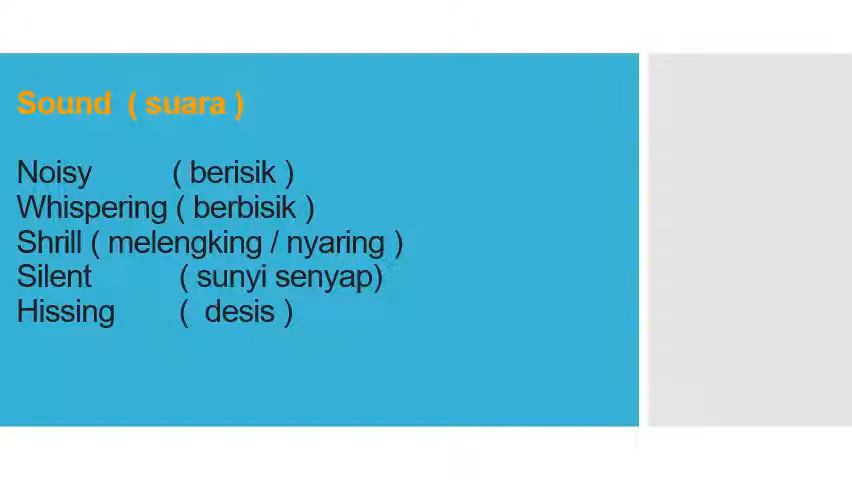 Sound ( suara )
Noisy ( berisik )
Whispering ( berbisik )
Shrill ( melengking / nyaring )
Silent ( sunyi senyap)
Hissing ( desis )